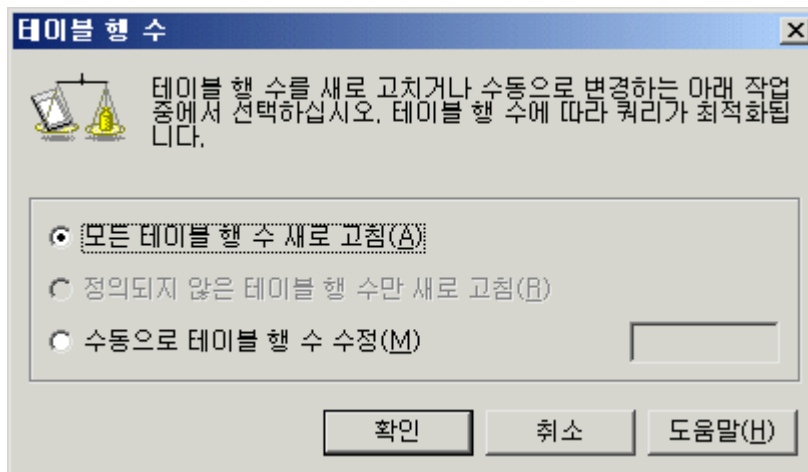 테이블 행 수
테이블 행 수를 새로 고치거나 수동으로 변경하는 아래 작업
중에서 선택하십시오. 테이블 행 수에 따라 쿼리가 최적화됩
니다.
모든 테이블 행 수 새로 고침(A)
정의되지 않은 테이블 행 수만 새로 고침(R)
수동으로 테이블 행 수 수정(M)
확인 취소 도움말(H)